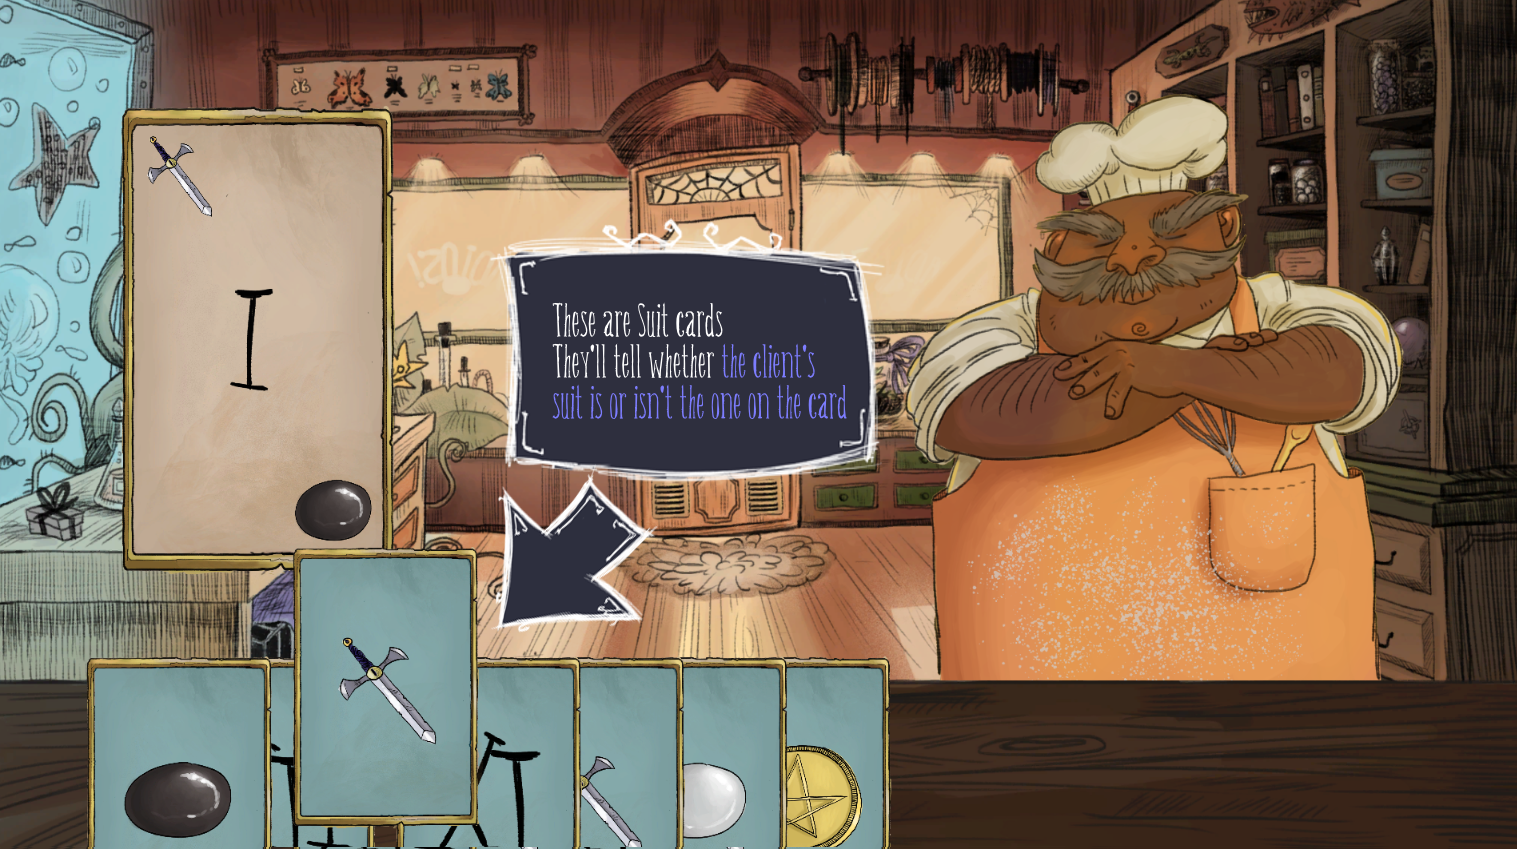 I
These are Suit cards
They'll tell whether the client's
suit is or isn't the one on the card